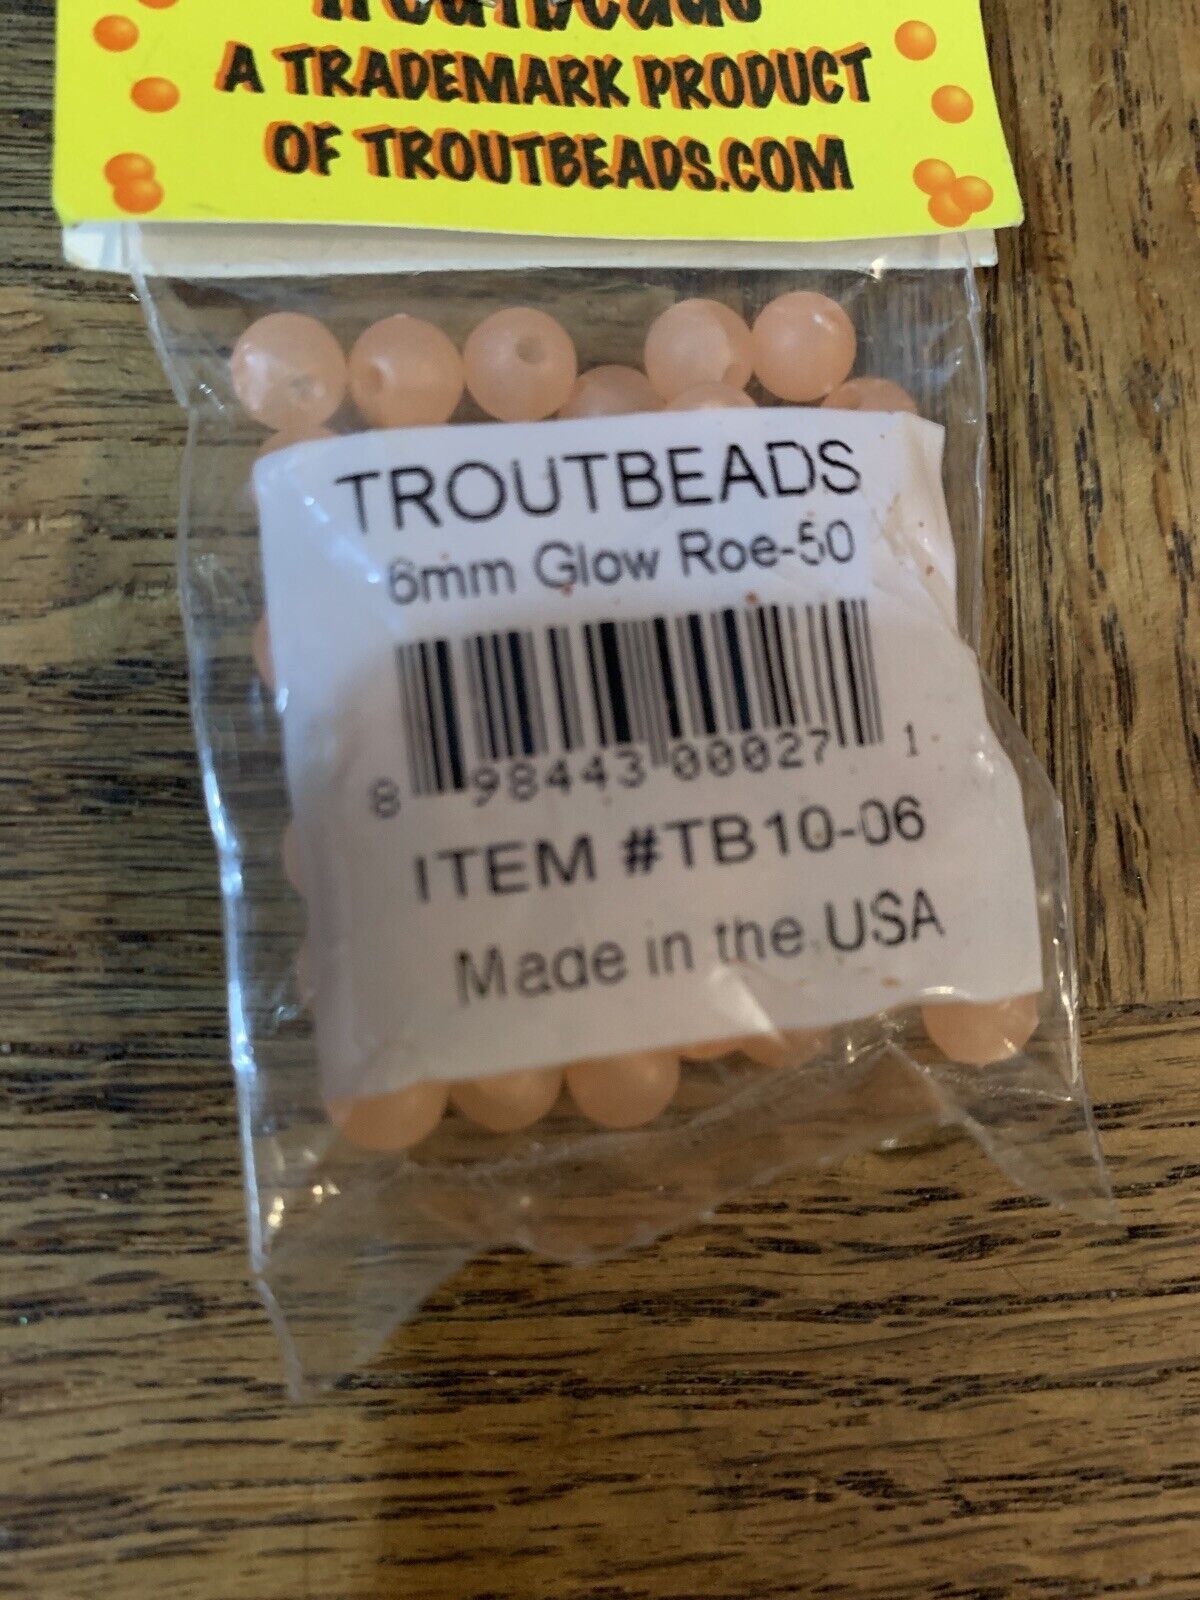 Troutbeads
A TRADEMARK PRODUCT
OF TROUTBEADS.COM
TROUTBEADS
6mm Glow Roe-50
8 98443 00027 1
ITEM #TB10-06
Made in the USA